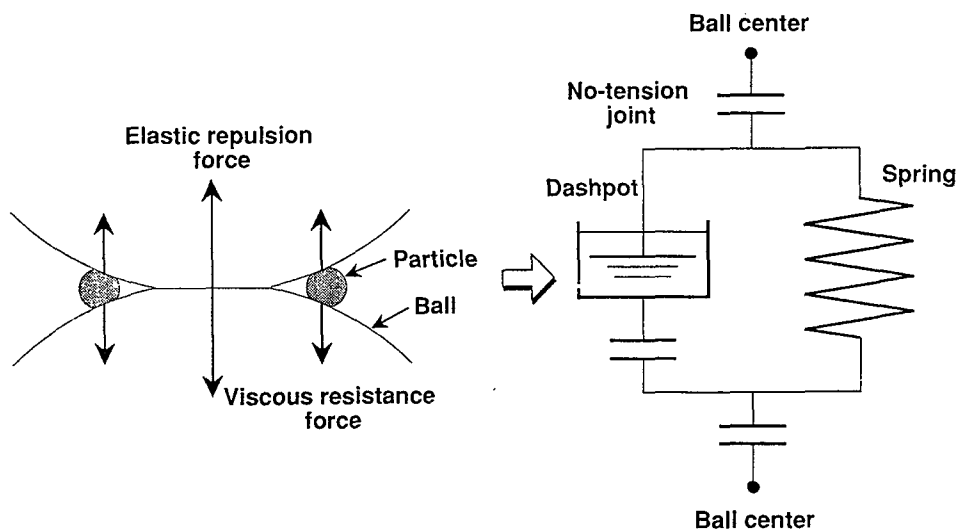 Ball center
No-tension
joint
Elastic repulsion
force
Dashpot
Spring
Particle
Ball
Viscous resistance
force
Ball center